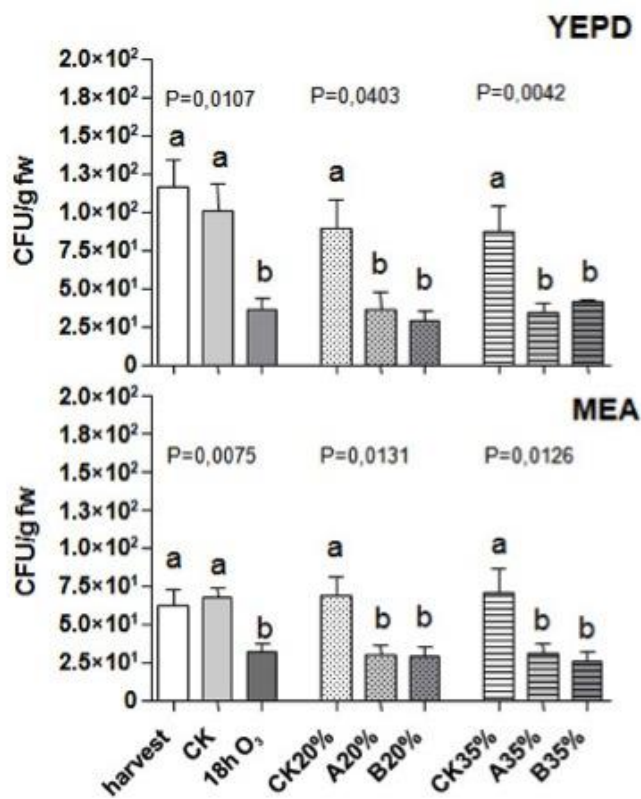 YEPD
2.0×10²
1.8×10²
1.5×10²
1.3×10²
1.0×10²
7.5×10¹
5.0×10¹
2.5×10¹
0
CFU/g fw
P=0,0107 P=0,0403 P=0,0042
a a b a b b a b b
MEA
2.0×10²
1.8×10²
1.5×10²
1.3×10²
1.0×10²
7.5×10¹
5.0×10¹
2.5×10¹
0
CFU/g fw
P=0,0075 P=0,0131 P=0,0126
a a b a b b a b b
harvest CK 18h O₃ CK20% A20% B20% CK35% A35% B35%